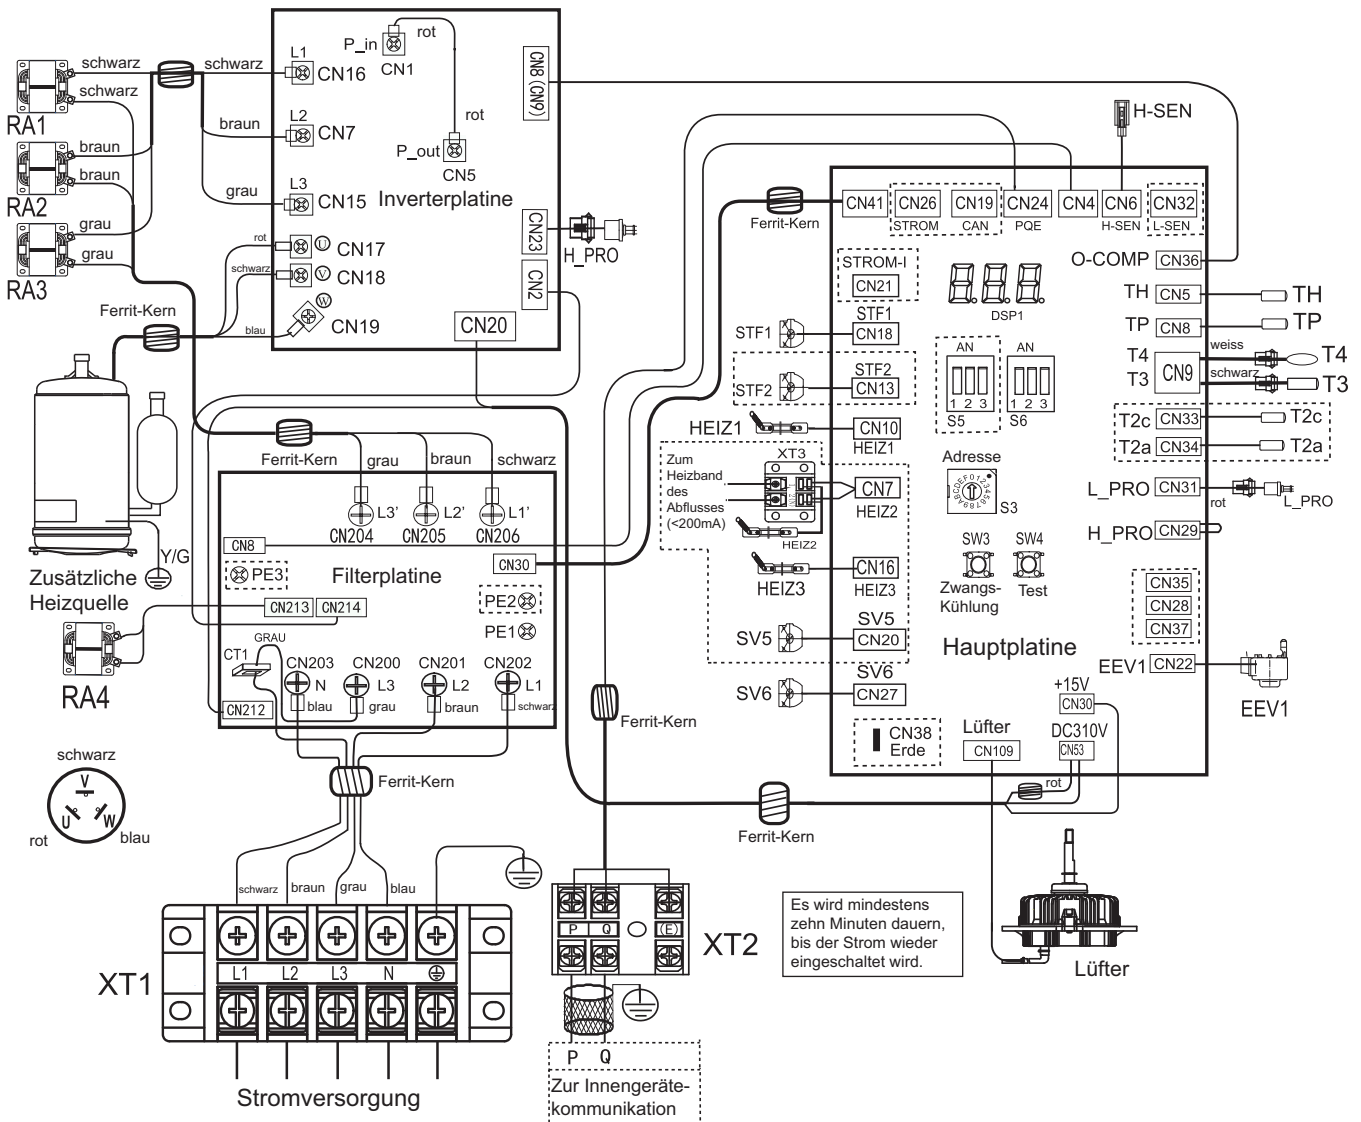 RA1
schwarz
schwarz
RA2
braun
braun
RA3
grau
grau
schwarz
braun
grau
L1
CN16
L2
CN7
L3
CN15
P_in
CN1
rot
rot
P_out
CN5
Inverterplatine
CN8 (CN9)
CN23
CN2
H_PRO
rot
U
CN17
schwarz
V
CN18
blau
W
CN19
CN20
Ferrit-Kern
Y/G
Zusätzliche
Heizquelle
Ferrit-Kern
grau
braun
schwarz
L3'
CN204
L2'
CN205
L1'
CN206
CN8
CN30
PE3
Filterplatine
CN213
CN214
PE2
PE1
RA4
GRAU
CT1
CN203
N
blau
CN200
L3
grau
CN201
L2
braun
CN202
L1
schwarz
CN212
Ferrit-Kern
schwarz
V
U
W
rot
blau
schwarz
braun
grau
blau
XT1
L1
L2
L3
N
Stromversorgung
Ferrit-Kern
P
Q
(E)
XT2
P
Q
Zur Innengeräte-
kommunikation
Ferrit-Kern
Es wird mindestens
zehn Minuten dauern,
bis der Strom wieder
eingeschaltet wird.
Lüfter
Ferrit-Kern
CN41
CN26
STROM
CN19
CAN
CN24
PQE
CN4
H-SEN
CN6
H-SEN
CN32
L-SEN
STROM-I
CN21
STF1
STF1
CN18
STF2
STF2
CN13
HEIZ1
CN10
HEIZ1
Zum
Heizband
des
Abflusses
(<200mA)
XT3
L
N
CN7
HEIZ2
HEIZ2
HEIZ3
CN16
HEIZ3
SV5
SV5
CN20
SV6
SV6
CN27
CN38
Erde
DSP1
AN
1 2 3
S5
AN
1 2 3
S6
Adresse
0123456789ABCDEF
S3
SW3
Zwangs-
Kühlung
SW4
Test
Hauptplatine
O-COMP
CN36
TH
CN5
TH
TP
CN8
TP
T4
T3
CN9
weiss
schwarz
T4
T3
T2c
CN33
T2c
T2a
CN34
T2a
L_PRO
CN31
rot
L_PRO
H_PRO
CN29
CN35
CN28
CN37
EEV1
CN22
EEV1
+15V
CN30
DC310V
CN53
Lüfter
CN109
rot